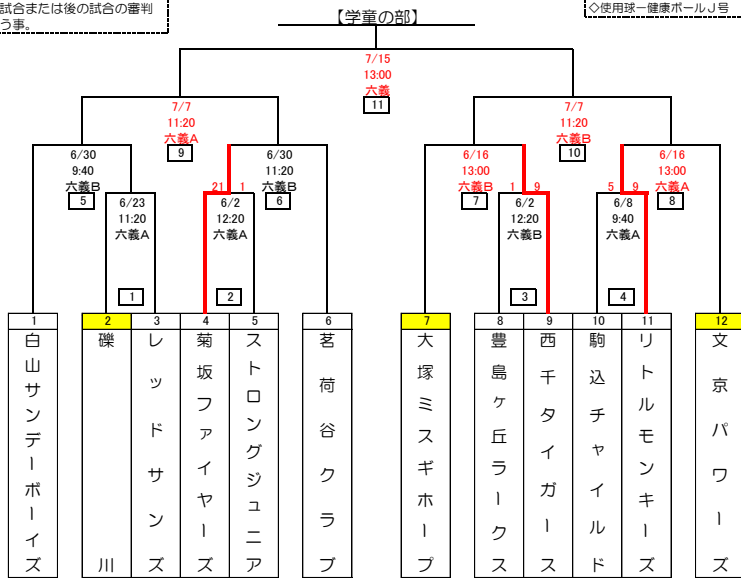 試合または後の試合の審判
う事。
【学童の部】
◇使用球ー健康ボールJ号
7/15
13:00
六義
11
7/7
11:20
六義A
9
7/7
11:20
六義B
10
6/30
9:40
六義B
5
6/30
11:20
六義B
6
6/16
13:00
六義B
7
6/16
13:00
六義A
8
21 1
1 9
5 9
6/23
11:20
六義A
6/2
12:20
六義A
6/2
12:20
六義B
6/8
9:40
六義A
1
2
3
4
1
2
3
4
5
6
7
8
9
10
11
12
白山サンデーボーイズ
礫川
レッドサンズ
菊坂ファイヤーズ
ストロングジュニア
茗荷谷クラブ
大塚ミスギホープ
豊島ヶ丘ラークス
西千タイガース
駒込チャイルド
リトルモンキーズ
文京パワーズ